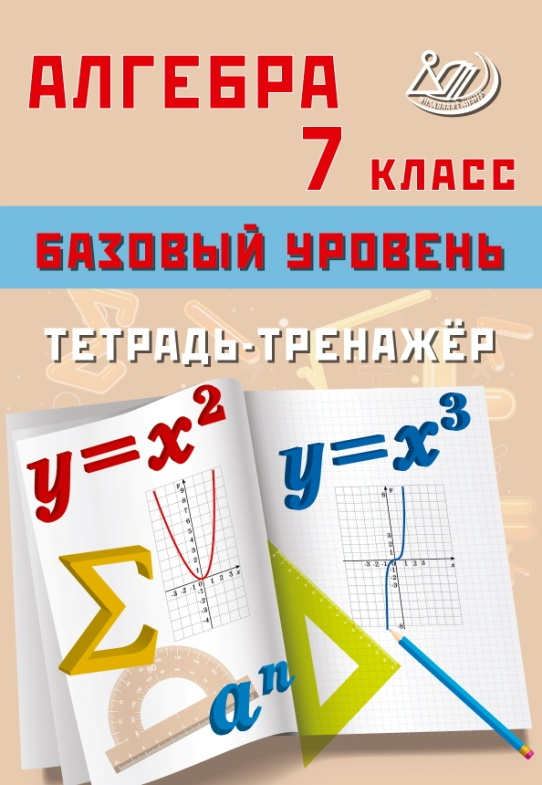 АЛГЕБРА
7 КЛАСС
БАЗОВЫЙ УРОВЕНЬ
ТЕТРАДЬ-ТРЕНАЖЁР
y=x²
y=x³
Σ
aⁿ